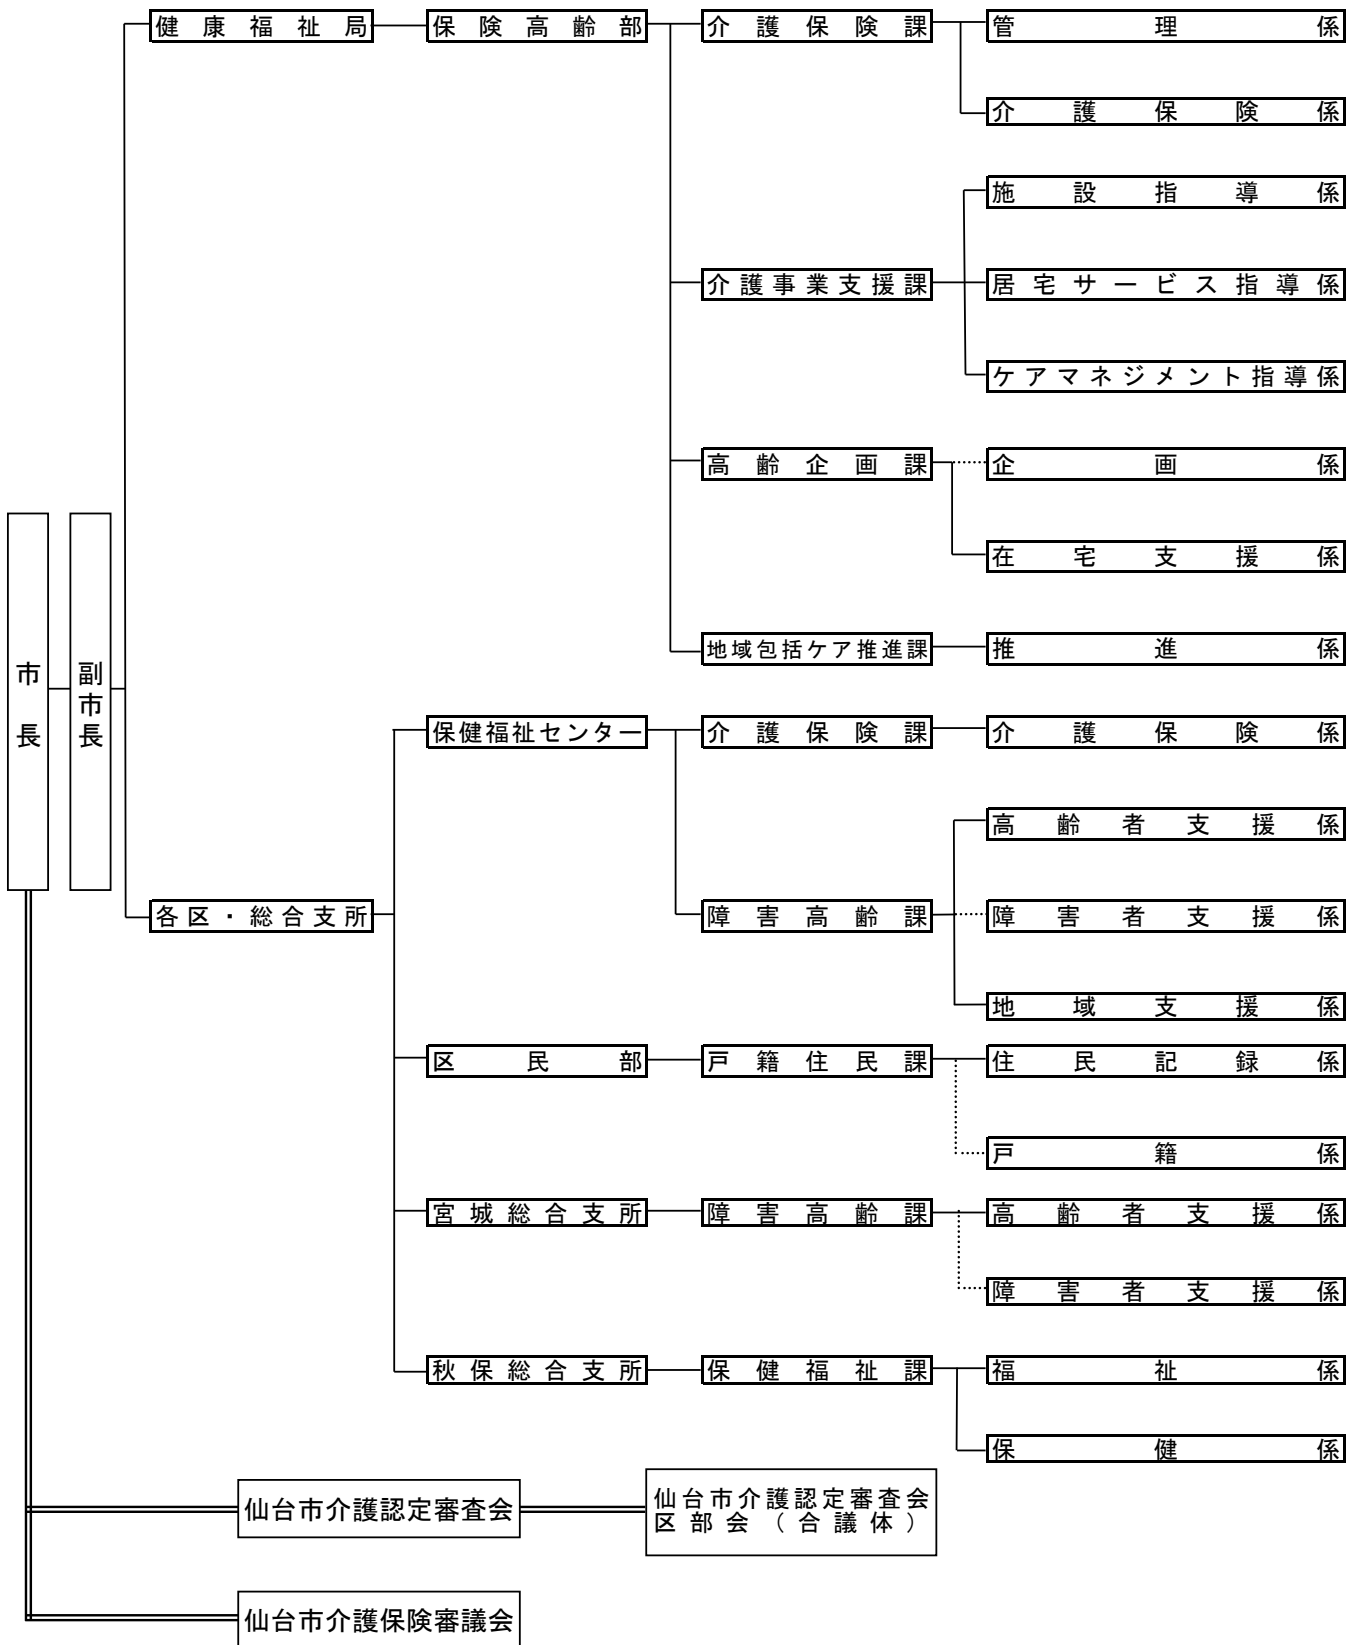 健康福祉局
保険高齢部
介護保険課
管理係
介護保険係
施設指導係
介護事業支援課
居宅サービス指導係
ケアマネジメント指導係
高齢企画課
企画係
在宅支援係
地域包括ケア推進課
推進係
市長
副市長
保健福祉センター
介護保険課
介護保険係
高齢者支援係
各区・総合支所
障害高齢課
障害者支援係
地域支援係
区民部
戸籍住民課
住民記録係
戸籍係
宮城総合支所
障害高齢課
高齢者支援係
障害者支援係
秋保総合支所
保健福祉課
福祉係
保健係
仙台市介護認定審査会
仙台市介護認定審査会
区部会（合議体）
仙台市介護保険審議会